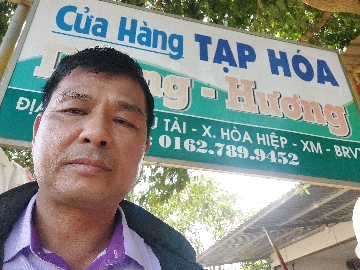 Cửa Hàng TẠP HÓA
- Hương
TÀI - X. HÒA HIỆP - XM - BRVT
0162.789.9452